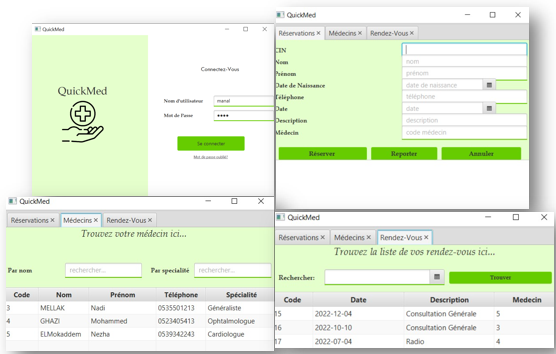 QuickMed
Connectez-Vous
QuickMed
Nom d'utilisateur manal
Mot de Passe
Se connecter
Mot de passe oublié?
QuickMed
Réservations Médecins Rendez-Vous
CIN
Nom nom
Prénom prénom
Date de Naissance date de naissance
Téléphone téléphone
Date date
Description description
Médecin code médecin
Réserver Reporter Annuler
QuickMed
Réservations Médecins Rendez-Vous
Trouvez votre médecin ici...
Par nom rechercher... Par specialité rechercher...
Code Nom Prénom Téléphone Spécialité
3 MELLAK Nadi 0535501213 Généraliste
4 GHAZI Mohammed 0523405413 Ophtalmologue
5 ELMokaddem Nezha 0539342243 Cardiologue
QuickMed
Réservations Médecins Rendez-Vous
Trouvez la liste de vos rendez-vous ici...
Rechercher: Trouver
Code Date Description Medecin
15 2022-12-04 Consultation Générale 5
16 2022-10-10 Consultation Générale 3
17 2022-07-04 Radio 4